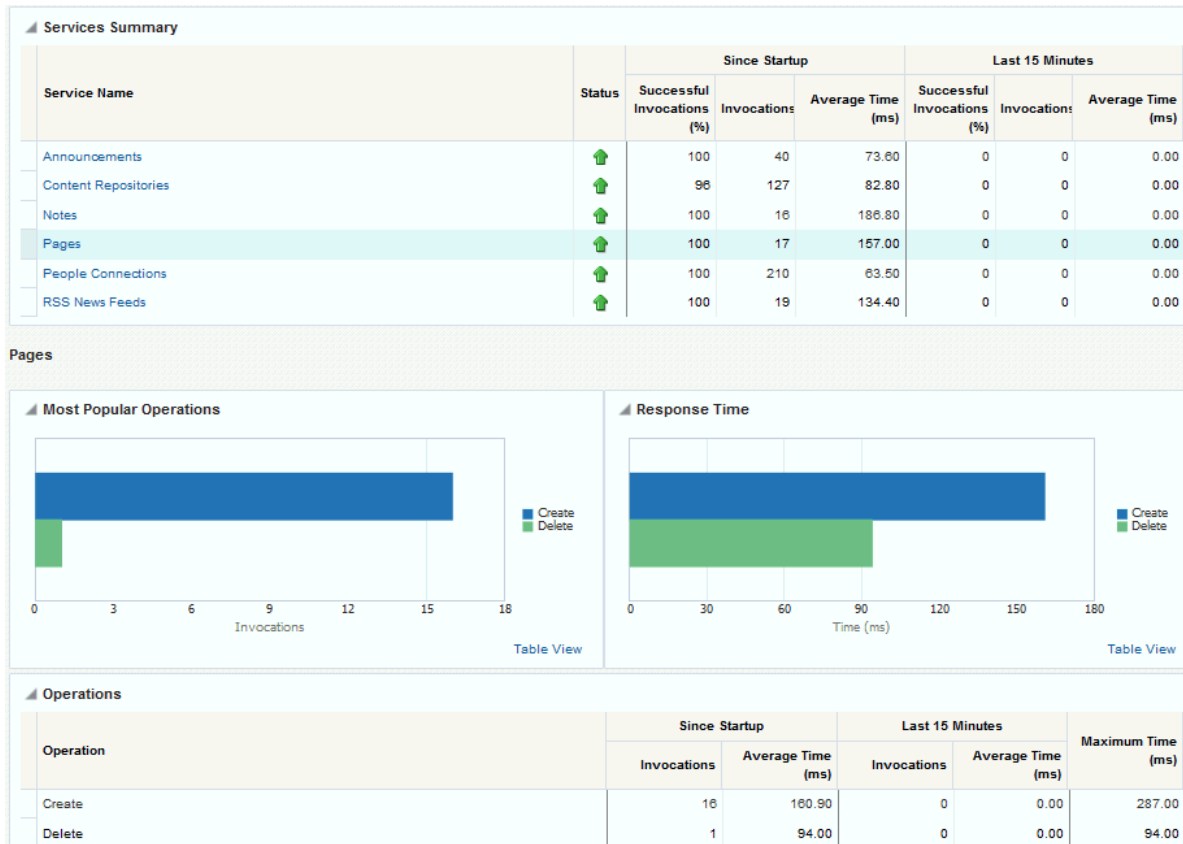 Services Summary
Service Name Status Since Startup Last 15 Minutes
Successful Invocations (%) Invocations Average Time (ms) Successful Invocations (%) Invocations Average Time (ms)
Announcements 100 40 73.60 0 0 0.00
Content Repositories 96 127 82.80 0 0 0.00
Notes 100 16 186.80 0 0 0.00
Pages 100 17 157.00 0 0 0.00
People Connections 100 210 63.50 0 0 0.00
RSS News Feeds 100 19 134.40 0 0 0.00
Pages
Most Popular Operations
Create
Delete
0 3 6 9 12 15 18
Invocations
Table View
Response Time
Create
Delete
0 30 60 90 120 150 180
Time (ms)
Table View
Operations
Operation Since Startup Last 15 Minutes Maximum Time (ms)
Invocations Average Time (ms) Invocations Average Time (ms)
Create 16 160.90 0 0.00 287.00
Delete 1 94.00 0 0.00 94.00